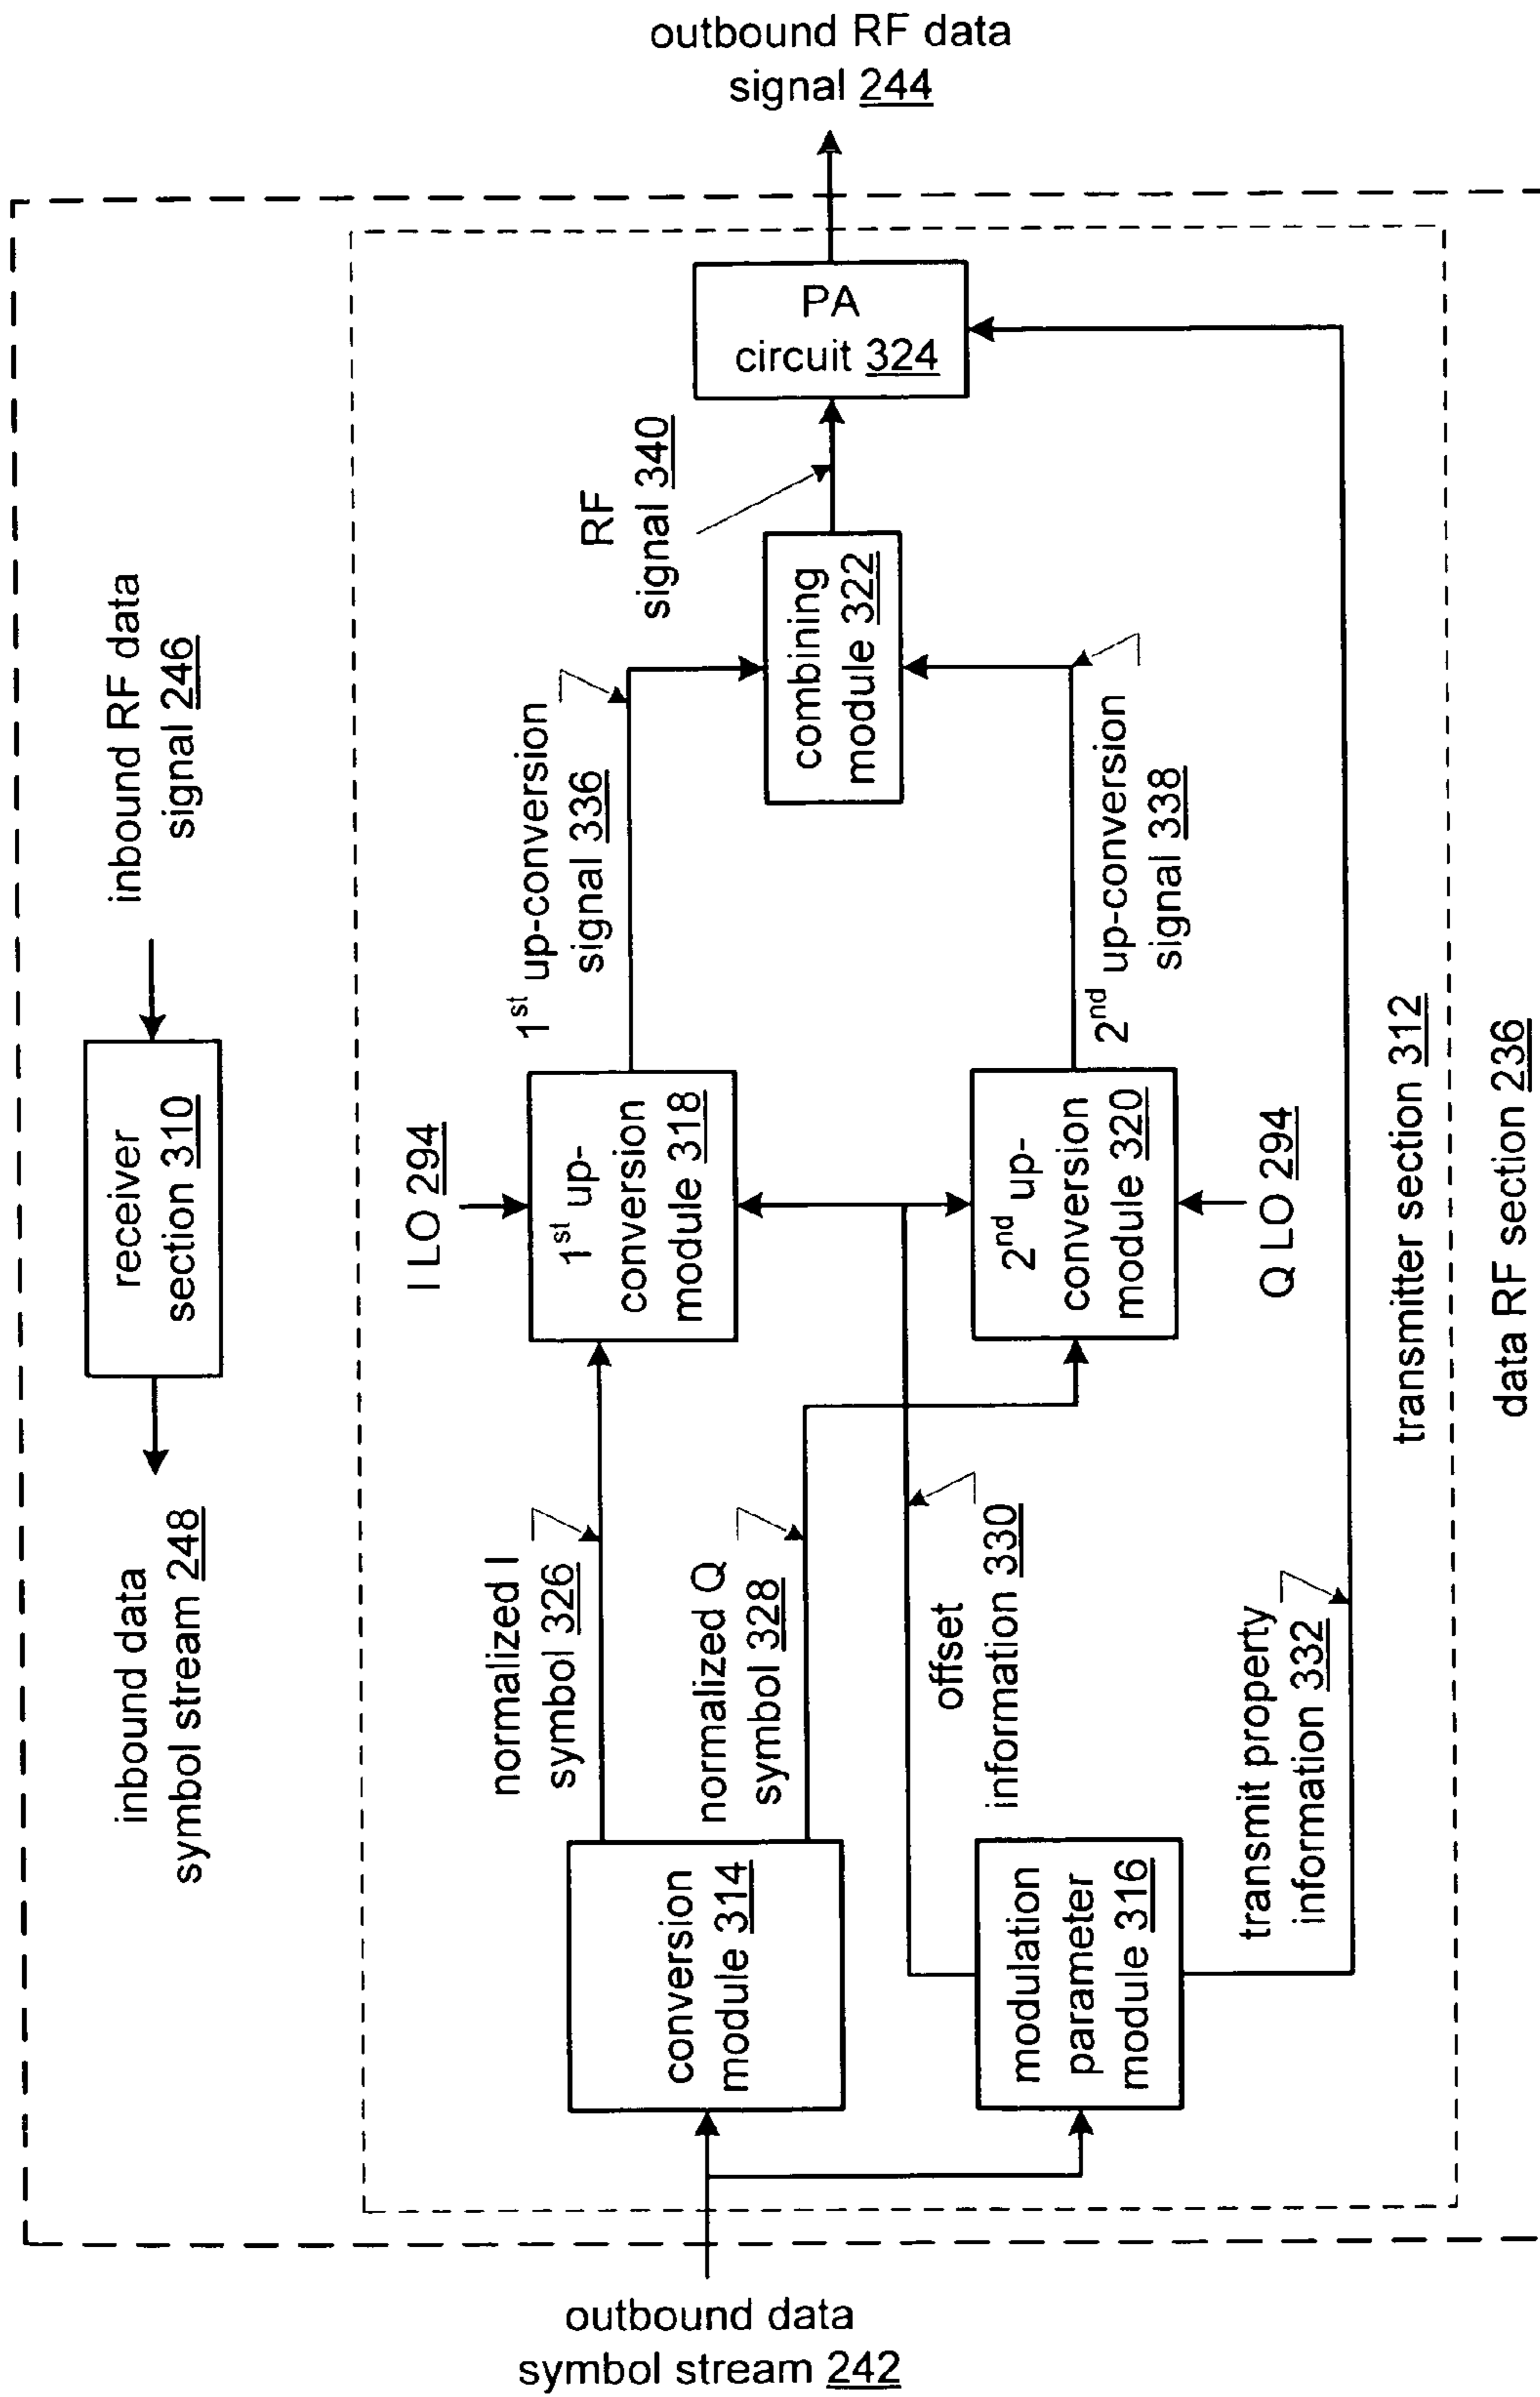 outbound RF data
signal 244
inbound RF data
signal 246
receiver
section 310
inbound data
symbol stream 248
PA
circuit 324
RF
signal 340
combining
module 322
1st up-conversion
signal 336
2nd up-conversion
signal 338
I LO 294
1st up-
conversion
module 318
2nd up-
conversion
module 320
Q LO 294
normalized I
symbol 326
normalized Q
symbol 328
offset
information 330
transmit property
information 332
conversion
module 314
modulation
parameter
module 316
transmitter section 312
data RF section 236
outbound data
symbol stream 242